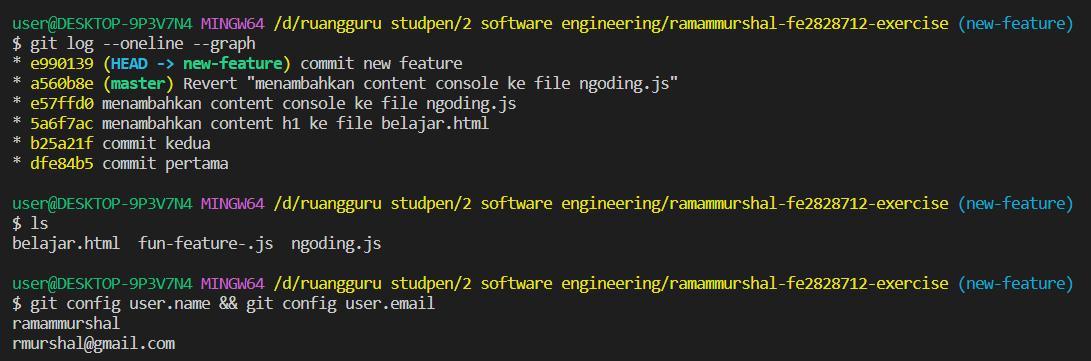 user@DESKTOP-9P3V7N4 MINGW64 /d/ruangguru studpen/2 software engineering/ramammurshal-fe2828712-exercise (new-feature)
$ git log --oneline --graph
* e990139 (HEAD -> new-feature) commit new feature
* a560b8e (master) Revert "menambahkan content console ke file ngoding.js"
* e57ffd0 menambahkan content console ke file ngoding.js
* 5a6f7ac menambahkan content h1 ke file belajar.html
* b25a21f commit kedua
* dfe84b5 commit pertama
user@DESKTOP-9P3V7N4 MINGW64 /d/ruangguru studpen/2 software engineering/ramammurshal-fe2828712-exercise (new-feature)
$ ls
belajar.html  fun-feature-.js  ngoding.js
user@DESKTOP-9P3V7N4 MINGW64 /d/ruangguru studpen/2 software engineering/ramammurshal-fe2828712-exercise (new-feature)
$ git config user.name && git config user.email
ramammurshal
rmurshal@gmail.com